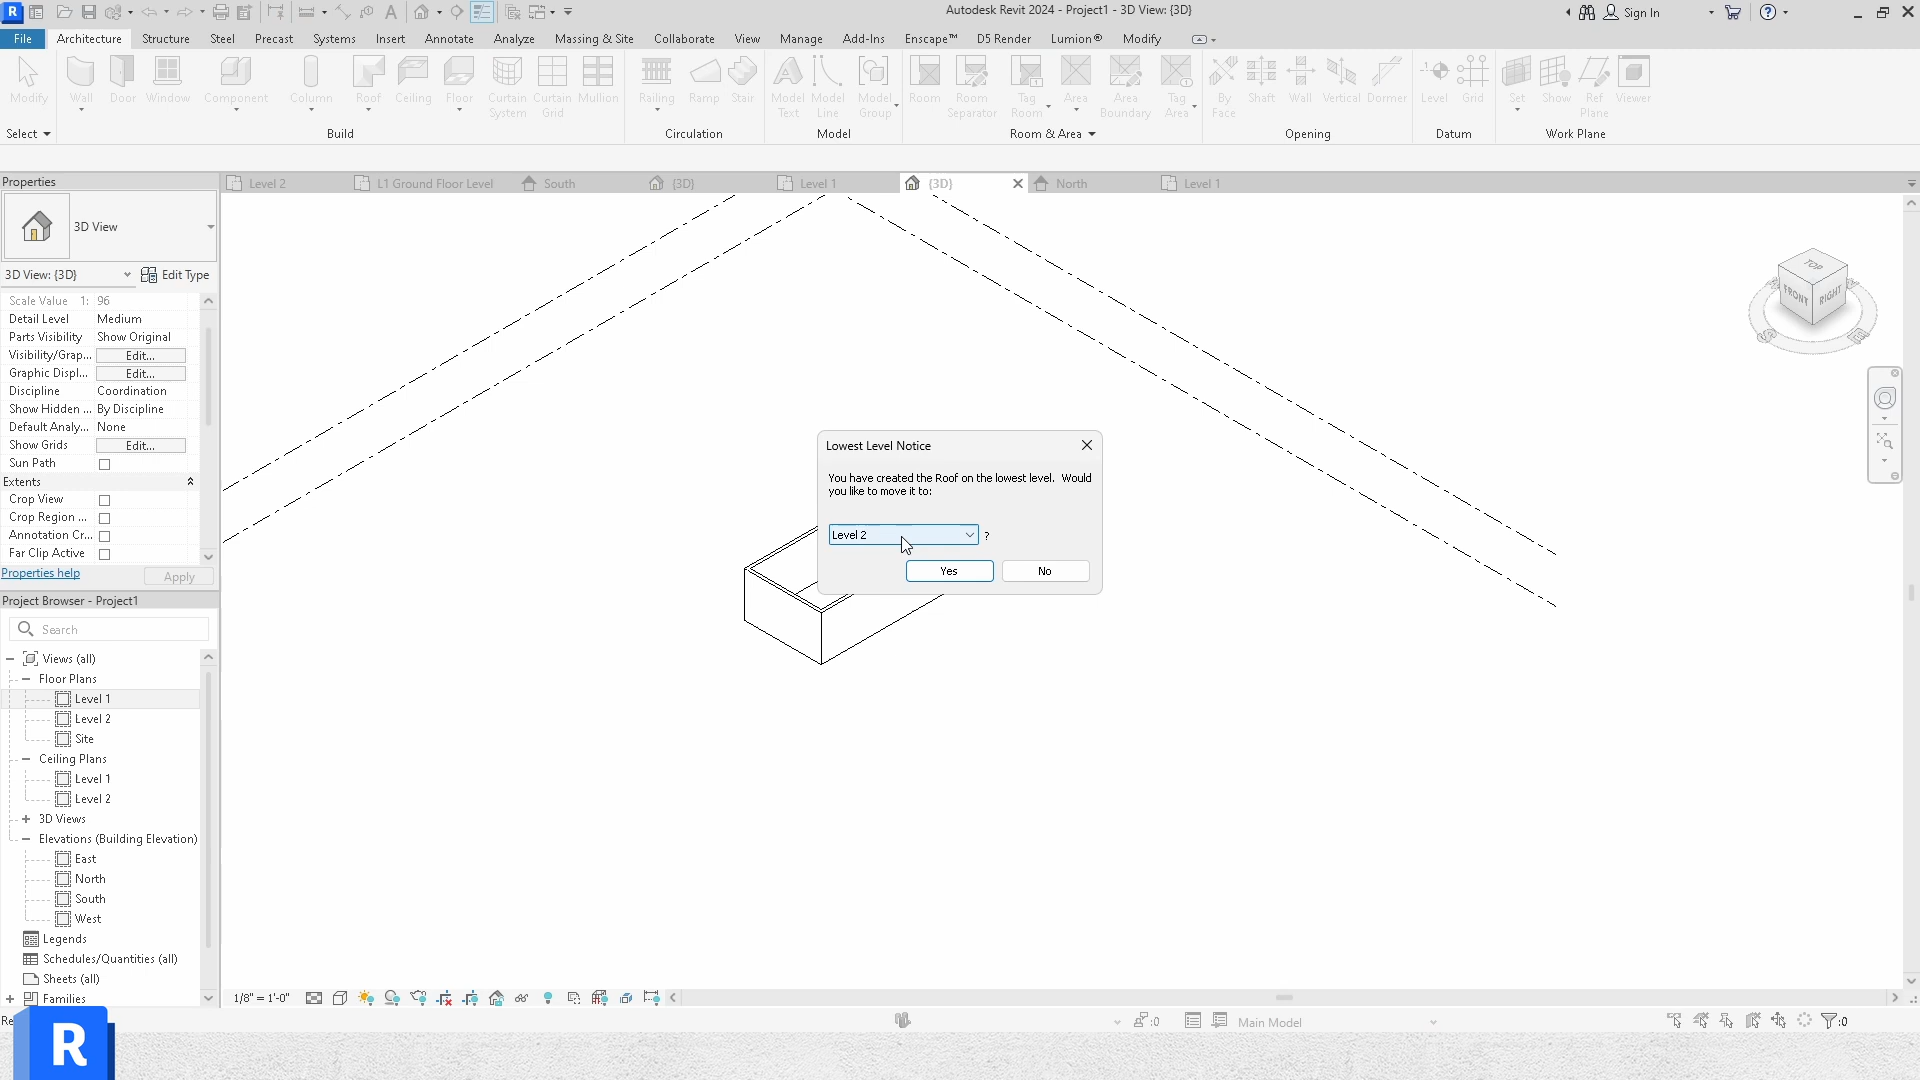 Autodesk Revit 2024 - Project1 - 3D View: {3D}
Sign In
File Architecture Structure Steel Precast Systems Insert Annotate Analyze Massing & Site Collaborate View Manage Add-Ins Enscape™ D5 Render Lumion® Modify
Modify Wall Door Window Component Column Roof Ceiling Floor Curtain System Curtain Grid Mullion Railing Ramp Stair Model Text Model Line Model Group Room Room Separator Tag Room Area Area Boundary Tag Area By Face Shaft Wall Vertical Dormer Level Grid Set Show Ref Plane Viewer
Select Build Circulation Model Room & Area Opening Datum Work Plane
Properties
Level 2 L1 Ground Floor Level South {3D} Level 1 {3D} North Level 1
3D View
3D View: {3D} Edit Type
Scale Value 1: 96
Detail Level Medium
Parts Visibility Show Original
Visibility/Grap... Edit...
Graphic Displ... Edit...
Discipline Coordination
Show Hidden ... By Discipline
Default Analy... None
Show Grids Edit...
Sun Path
Extents
Crop View
Crop Region ...
Annotation Cr...
Far Clip Active
Properties help Apply
TOP
FRONT RIGHT
Lowest Level Notice
You have created the Roof on the lowest level. Would
you like to move it to:
Level 2 ?
Yes No
Project Browser - Project1
Search
Views (all)
Floor Plans
Level 1
Level 2
Site
Ceiling Plans
Level 1
Level 2
3D Views
Elevations (Building Elevation)
East
North
South
West
Legends
Schedules/Quantities (all)
Sheets (all)
Families
1/8" = 1'-0"
Re
:0 Main Model :0
R